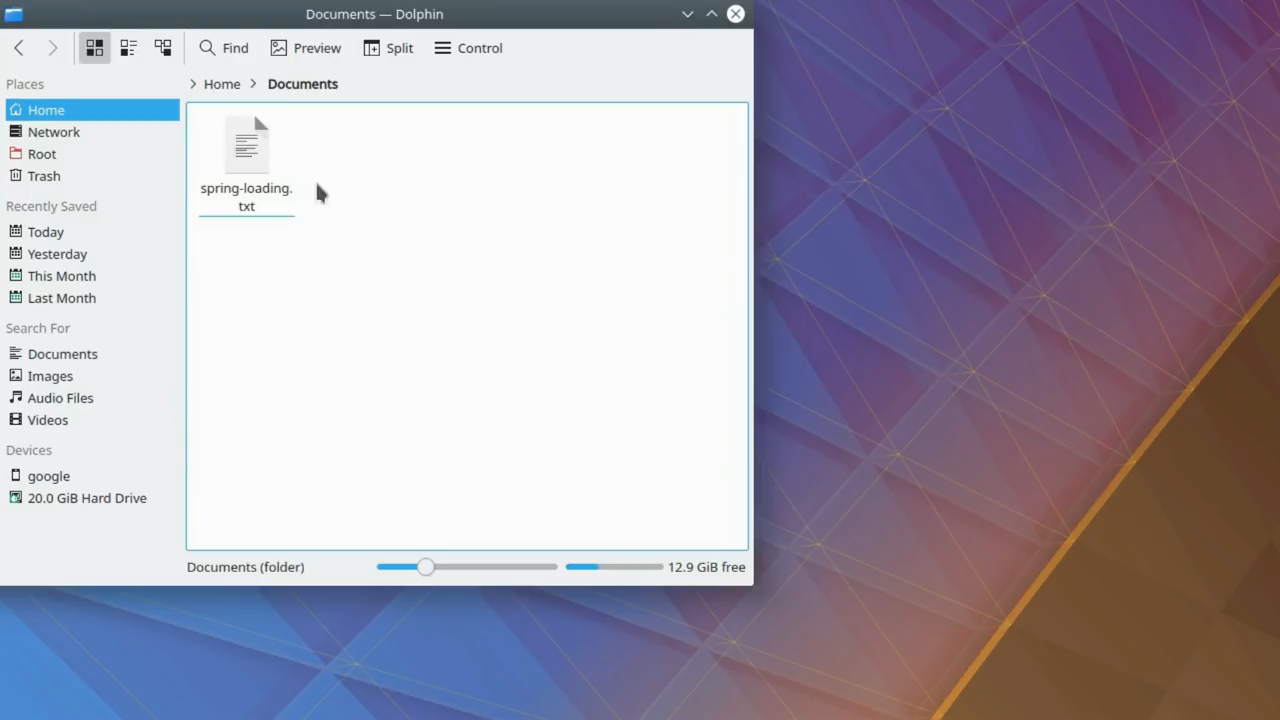 Documents — Dolphin
Find
Preview
Split
Control
Places
Home
Network
Root
Trash
Recently Saved
Today
Yesterday
This Month
Last Month
Search For
Documents
Images
Audio Files
Videos
Devices
google
20.0 GiB Hard Drive
Home
Documents
spring-loading.
txt
Documents (folder)
12.9 GiB free